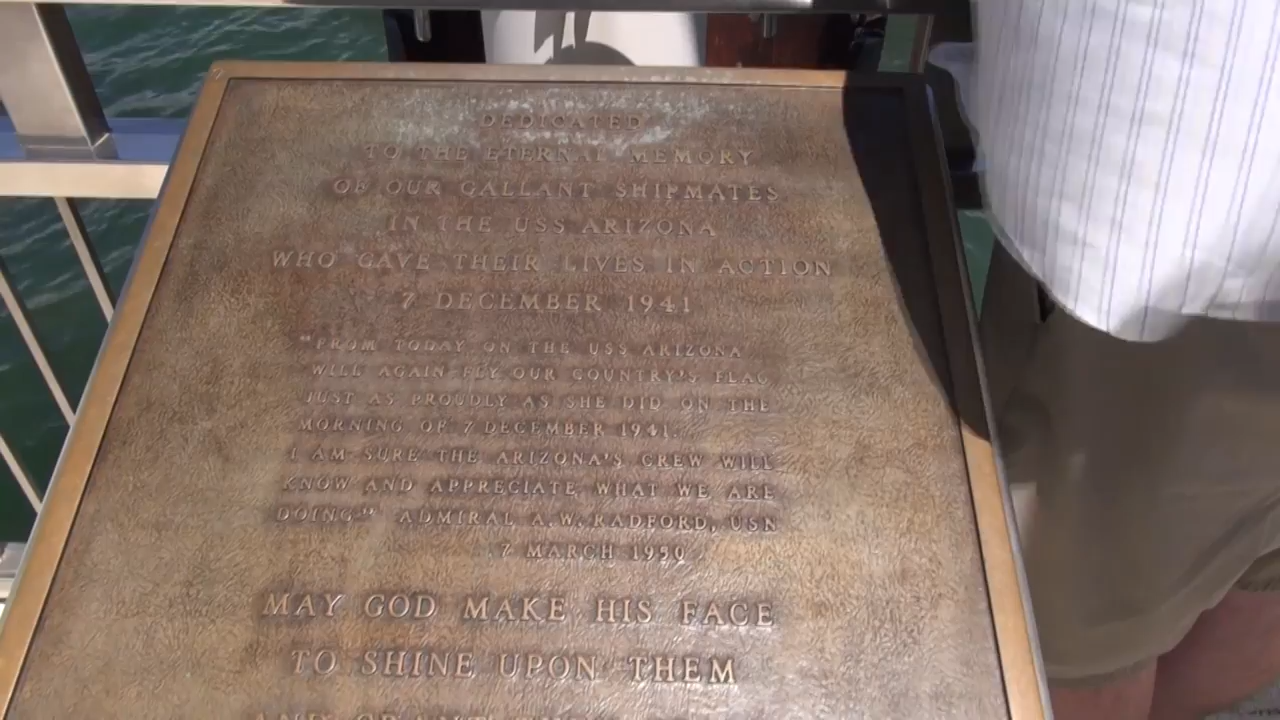 DEDICATED
TO THE ETERNAL MEMORY
OF OUR GALLANT SHIPMATES
IN THE USS ARIZONA
WHO GAVE THEIR LIVES IN ACTION
7 DECEMBER 1941
"FROM TODAY ON THE USS ARIZONA
WILL AGAIN FLY OUR COUNTRY'S FLAG
JUST AS PROUDLY AS SHE DID ON THE
MORNING OF 7 DECEMBER 1941.
I AM SURE THE ARIZONA'S CREW WILL
KNOW AND APPRECIATE WHAT WE ARE
DOING" ADMIRAL A.W. RADFORD, USN
7 MARCH 1950
MAY GOD MAKE HIS FACE
TO SHINE UPON THEM
AND GRANT